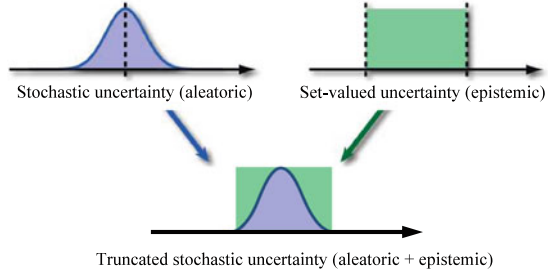 Stochastic uncertainty (aleatoric)
Set-valued uncertainty (epistemic)
Truncated stochastic uncertainty (aleatoric + epistemic)